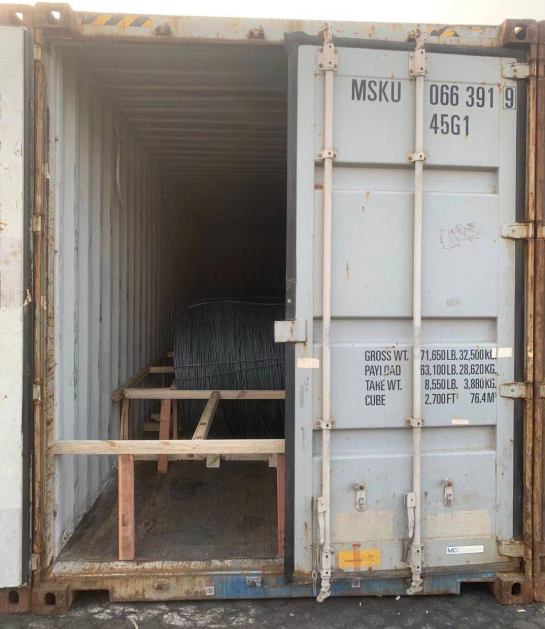 MSKU 066 391 9
45G1
GROSS WT. 71,650LB. 32,500KG.
PAYLOAD 63,100LB. 28,620KG.
TARE WT. 8,550LB. 3,880KG.
CUBE 2,700FT³ 76.4M³
MCI